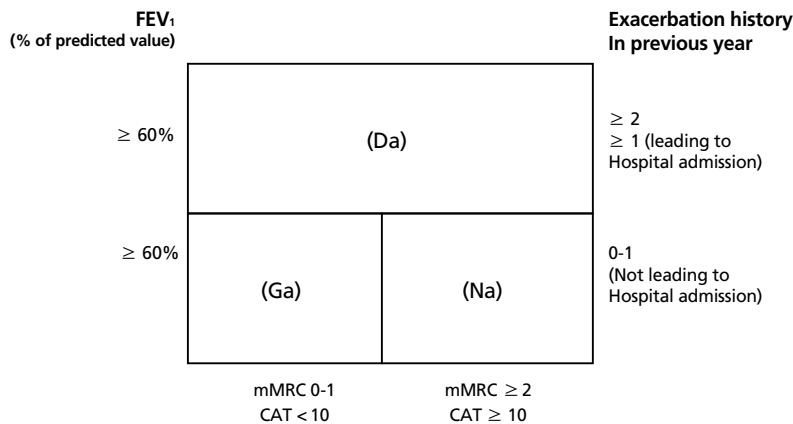 FEV₁
(% of predicted value)
Exacerbation history
In previous year
≥ 60%
(Da)
≥ 2
≥ 1 (leading to
Hospital admission)
≥ 60%
(Ga)
(Na)
0-1
(Not leading to
Hospital admission)
mMRC 0-1
CAT < 10
mMRC ≥ 2
CAT ≥ 10